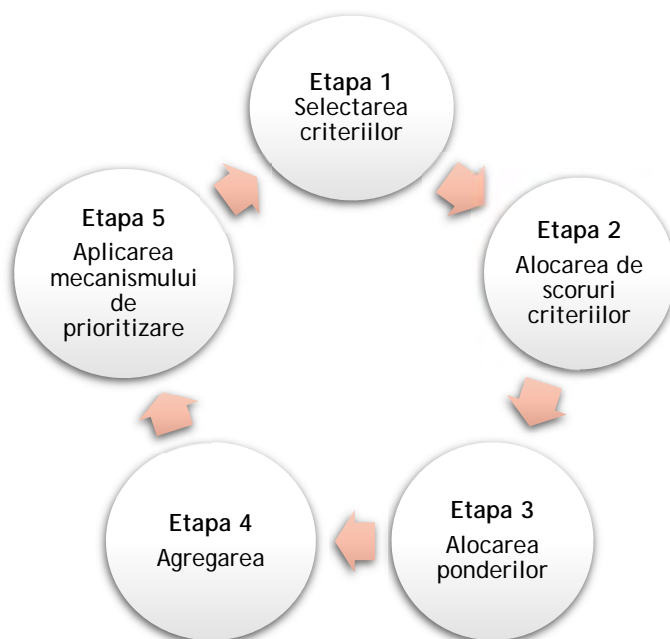 Etapa 1
Selectarea
criteriilor
Etapa 2
Alocarea de
scoruri
criteriilor
Etapa 3
Alocarea
ponderilor
Etapa 4
Agregarea
Etapa 5
Aplicarea
mecanismului
de
prioritizare